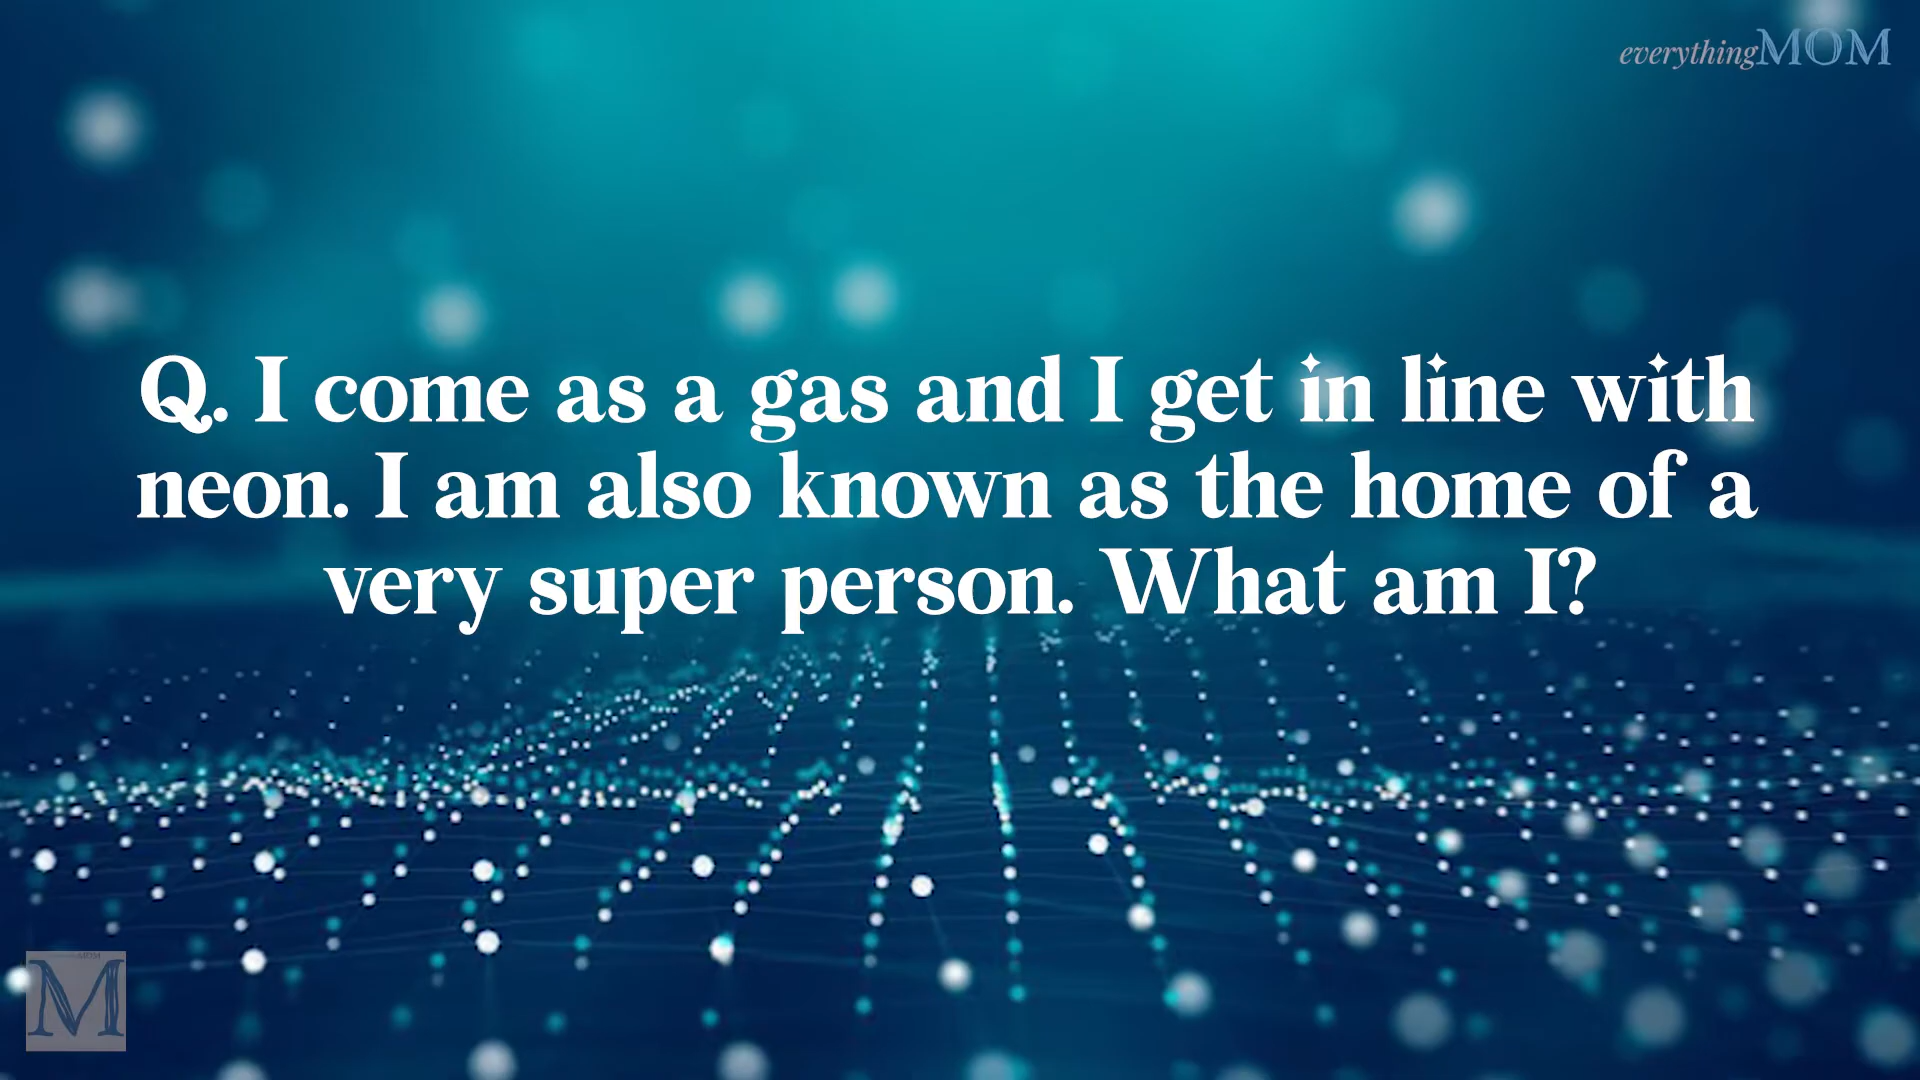 everythingMOM
Q. I come as a gas and I get in line with
neon. I am also known as the home of a
very super person. What am I?
M